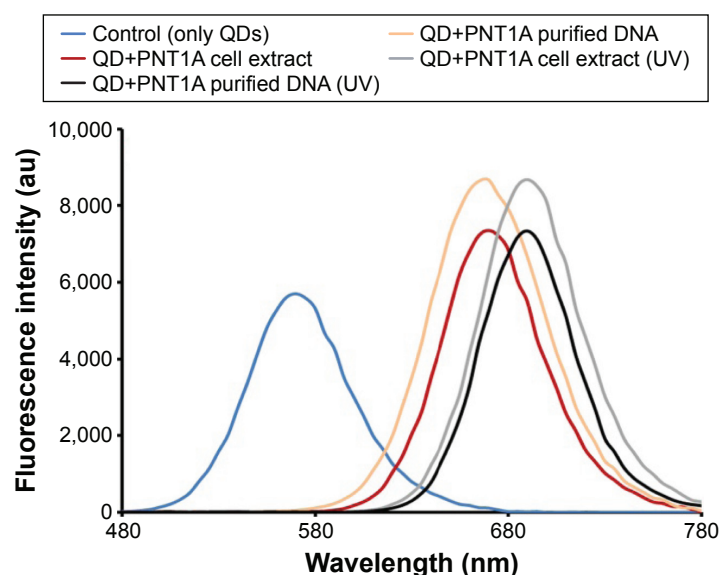 Control (only QDs)
QD+PNT1A purified DNA
QD+PNT1A cell extract
QD+PNT1A cell extract (UV)
QD+PNT1A purified DNA (UV)
Fluorescence intensity (au)
10,000
8,000
6,000
4,000
2,000
0
480
580
680
780
Wavelength (nm)